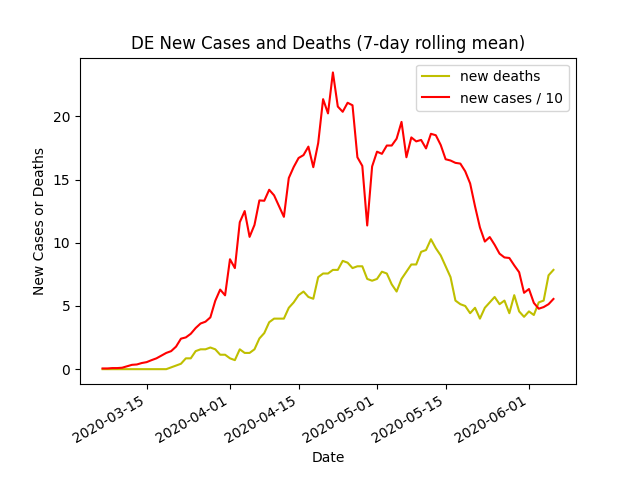 DE New Cases and Deaths (7-day rolling mean)
new deaths
new cases / 10
New Cases or Deaths
20
15
10
5
0
2020-03-15
2020-04-01
2020-04-15
2020-05-01
2020-05-15
2020-06-01
Date